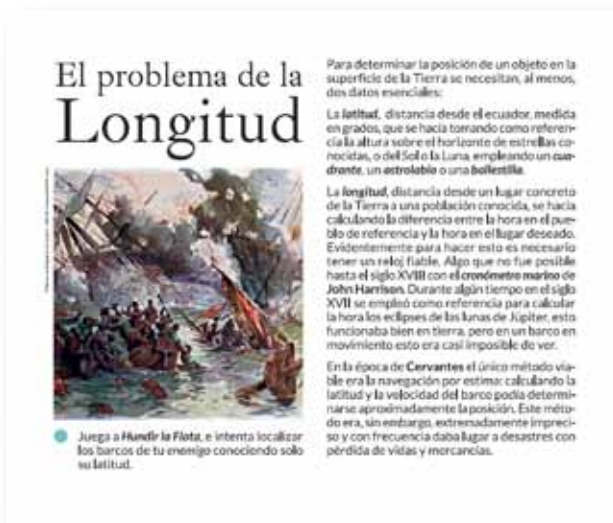 El problema de la
Longitud
Juega a Hundir la Flota, e intenta localizar
los barcos de tu enemigo conociendo solo
su latitud.
Para determinar la posición de un objeto en la
superficie de la Tierra se necesitan, al menos,
dos datos esenciales:
La latitud, distancia desde el ecuador, medida
en grados, que se hacía tomando como referen-
cia la altura sobre el horizonte de estrellas co-
nocidas, o del Sol o la Luna, empleando un cua-
drante, un astrolabio o una ballestilla.
La longitud, distancia desde un lugar concreto
de la Tierra a una población conocida, se hacía
calculando la diferencia entre la hora en el pue-
blo de referencia y la hora en el lugar deseado.
Evidentemente para hacer esto es necesario
tener un reloj fiable. Algo que no fue posible
hasta el siglo XVIII con el cronómetro marino de
John Harrison. Durante algún tiempo en el siglo
XVII se empleó como referencia para calcular
la hora los eclipses de las lunas de Júpiter, esto
funcionaba bien en tierra, pero en un barco en
movimiento esto era casi imposible de ver.
En la época de Cervantes el único método via-
ble era la navegación por estima: calculando la
latitud y la velocidad del barco podía determi-
narse aproximadamente la posición. Este méto-
do era, sin embargo, extremadamente impreci-
so y con frecuencia daba lugar a desastres con
pérdida de vidas y mercancías.